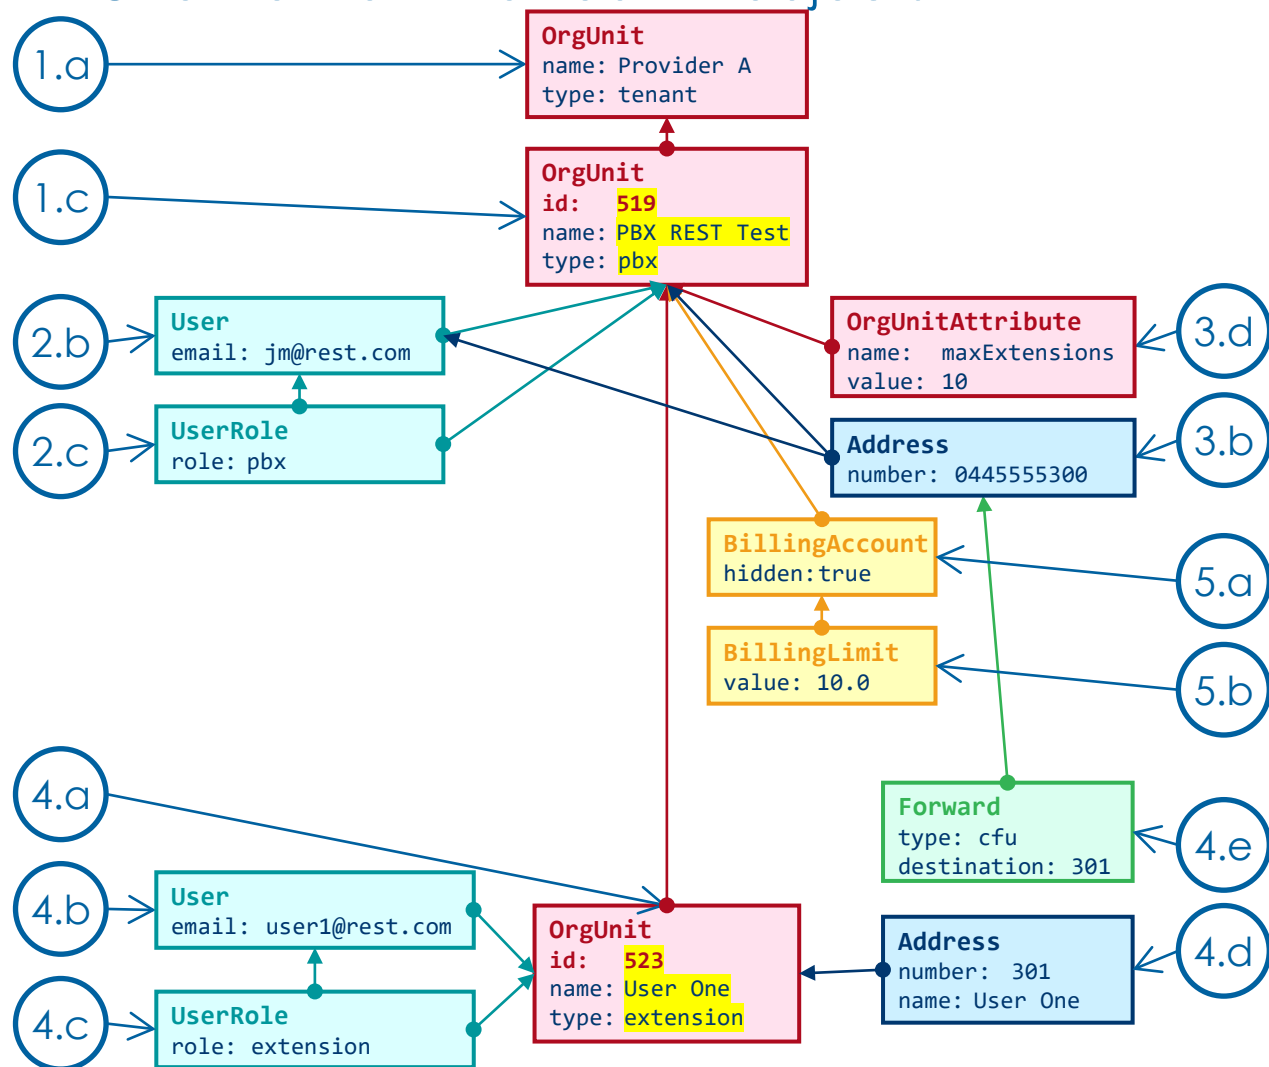 1.a
OrgUnit
name: Provider A
type: tenant
1.c
OrgUnit
id: 519
name: PBX REST Test
type: pbx
2.b
User
email: jm@rest.com
OrgUnitAttribute
name: maxExtensions
value: 10
3.d
2.c
UserRole
role: pbx
Address
number: 0445555300
3.b
BillingAccount
hidden:true
5.a
BillingLimit
value: 10.0
5.b
4.a
Forward
type: cfu
destination: 301
4.e
4.b
User
email: user1@rest.com
OrgUnit
id: 523
name: User One
type: extension
Address
number: 301
name: User One
4.d
4.c
UserRole
role: extension